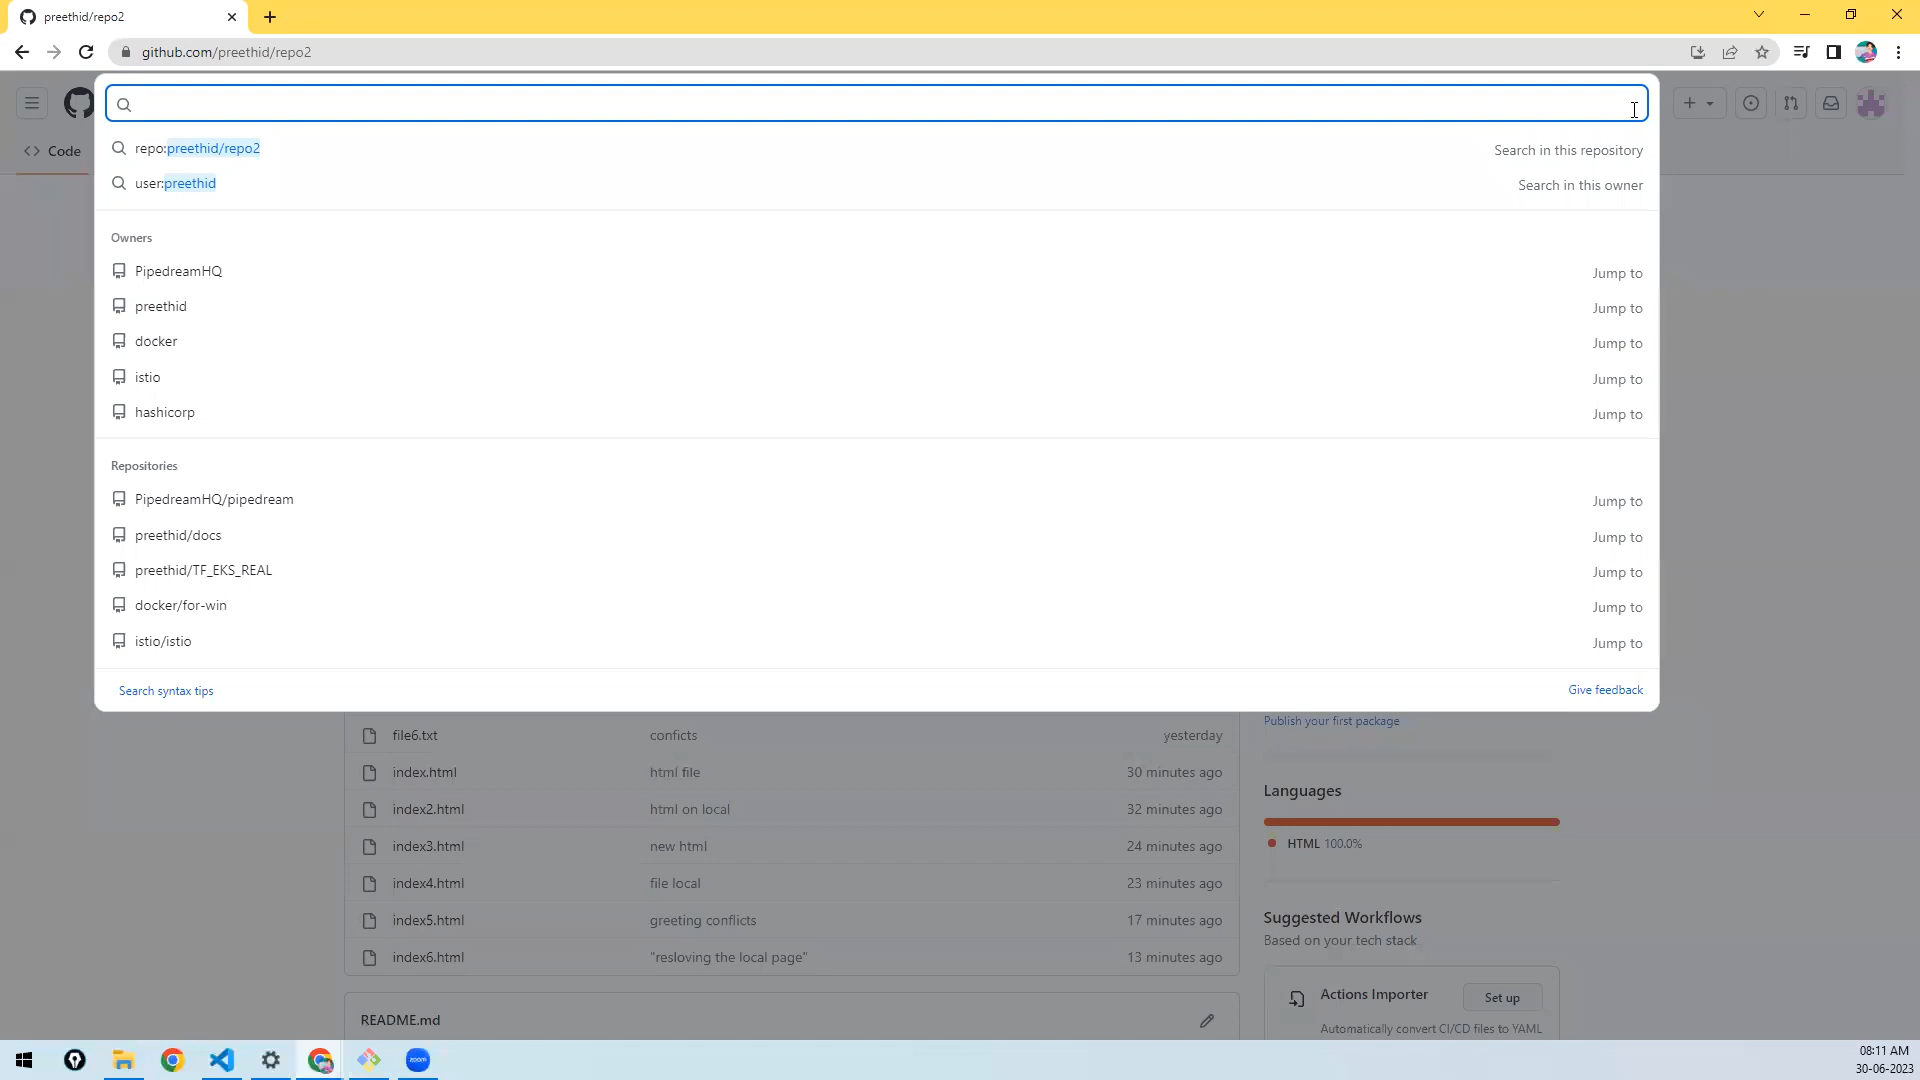 preethid/repo2
github.com/preethid/repo2
repo:preethid/repo2 Search in this repository
user:preethid Search in this owner
Code
Owners
PipedreamHQ Jump to
preethid Jump to
docker Jump to
istio Jump to
hashicorp Jump to
Repositories
PipedreamHQ/pipedream Jump to
preethid/docs Jump to
preethid/TF_EKS_REAL Jump to
docker/for-win Jump to
istio/istio Jump to
Search syntax tips Give feedback
Publish your first package
file6.txt conficts yesterday
index.html html file 30 minutes ago
index2.html html on local 32 minutes ago
Languages
HTML 100.0%
index3.html new html 24 minutes ago
index4.html file local 23 minutes ago
index5.html greeting conflicts 17 minutes ago
index6.html "resloving the local page" 13 minutes ago
Suggested Workflows
Based on your tech stack
Actions Importer Set up
Automatically convert CI/CD files to YAML
README.md
zoom
08:11 AM
30-06-2023